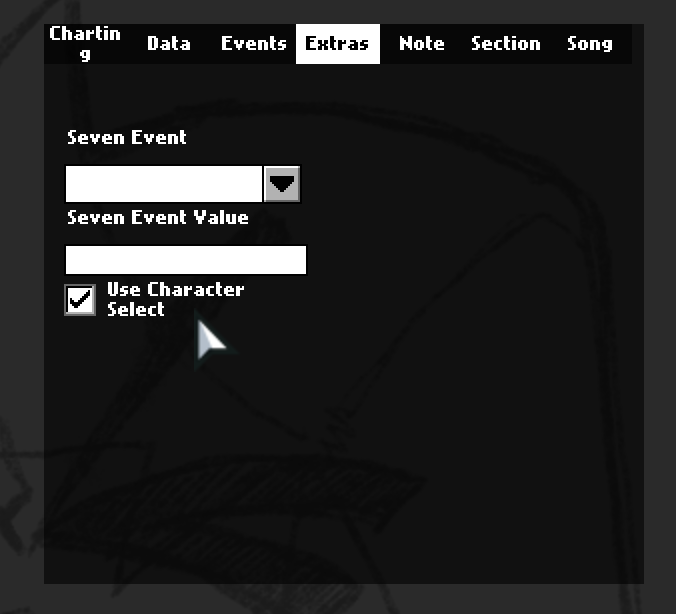 Chartin
g
Data Events Extras Note Section Song
Seven Event
Seven Event Value
Use Character
Select